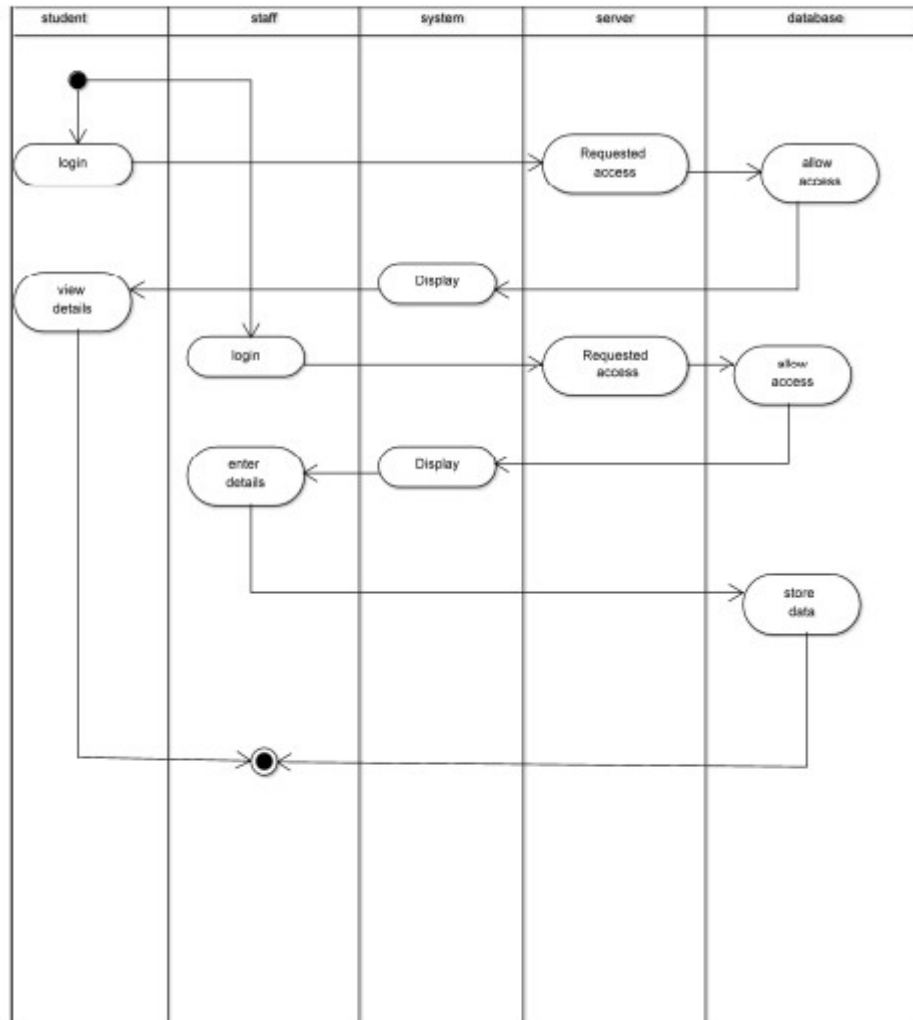 student staff system server database
login
Requested
access
allow
access
view
details
Display
login
Requested
access
allow
access
enter
details
Display
store
data